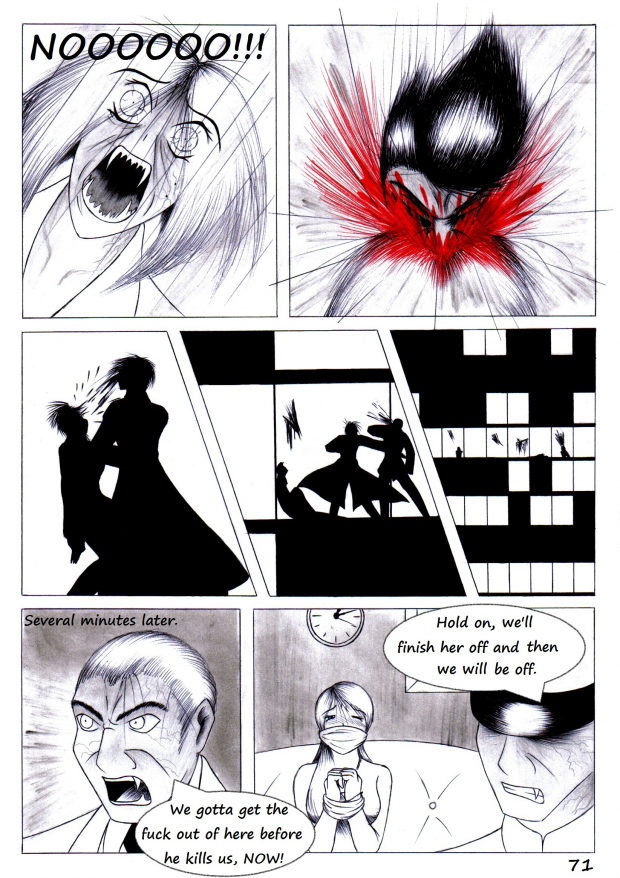 NOOOOOO!!!
Several minutes later.
We gotta get the
fuck out of here before
he kills us, NOW!
Hold on, we'll
finish her off and then
we will be off.
71